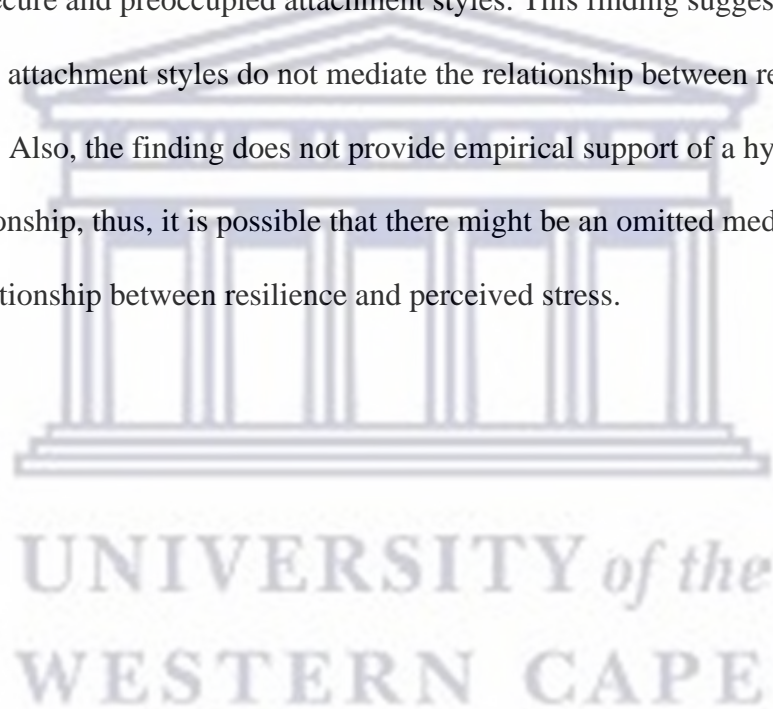 ecure and preoccupied attachment styles. This finding sugges
attachment styles do not mediate the relationship between re
Also, the finding does not provide empirical support of a hy
onship, thus, it is possible that there might be an omitted med
tionship between resilience and perceived stress.
UNIVERSITY of the
WESTERN CAPE